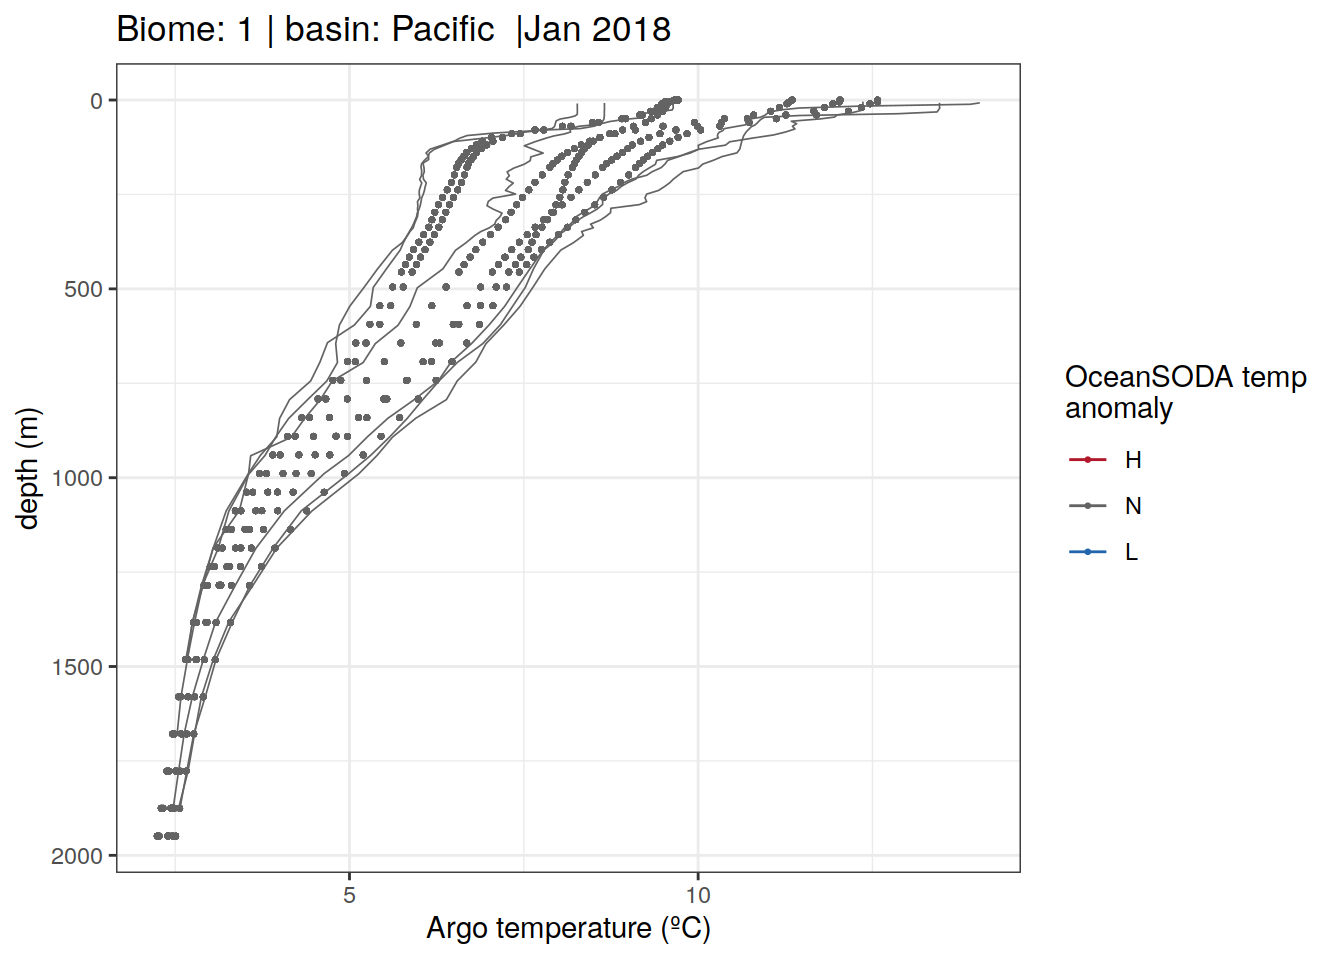 Biome: 1 | basin: Pacific  |Jan 2018
0
500
1000
1500
2000
depth (m)
5
10
Argo temperature (ºC)
OceanSODA temp
anomaly
H
N
L